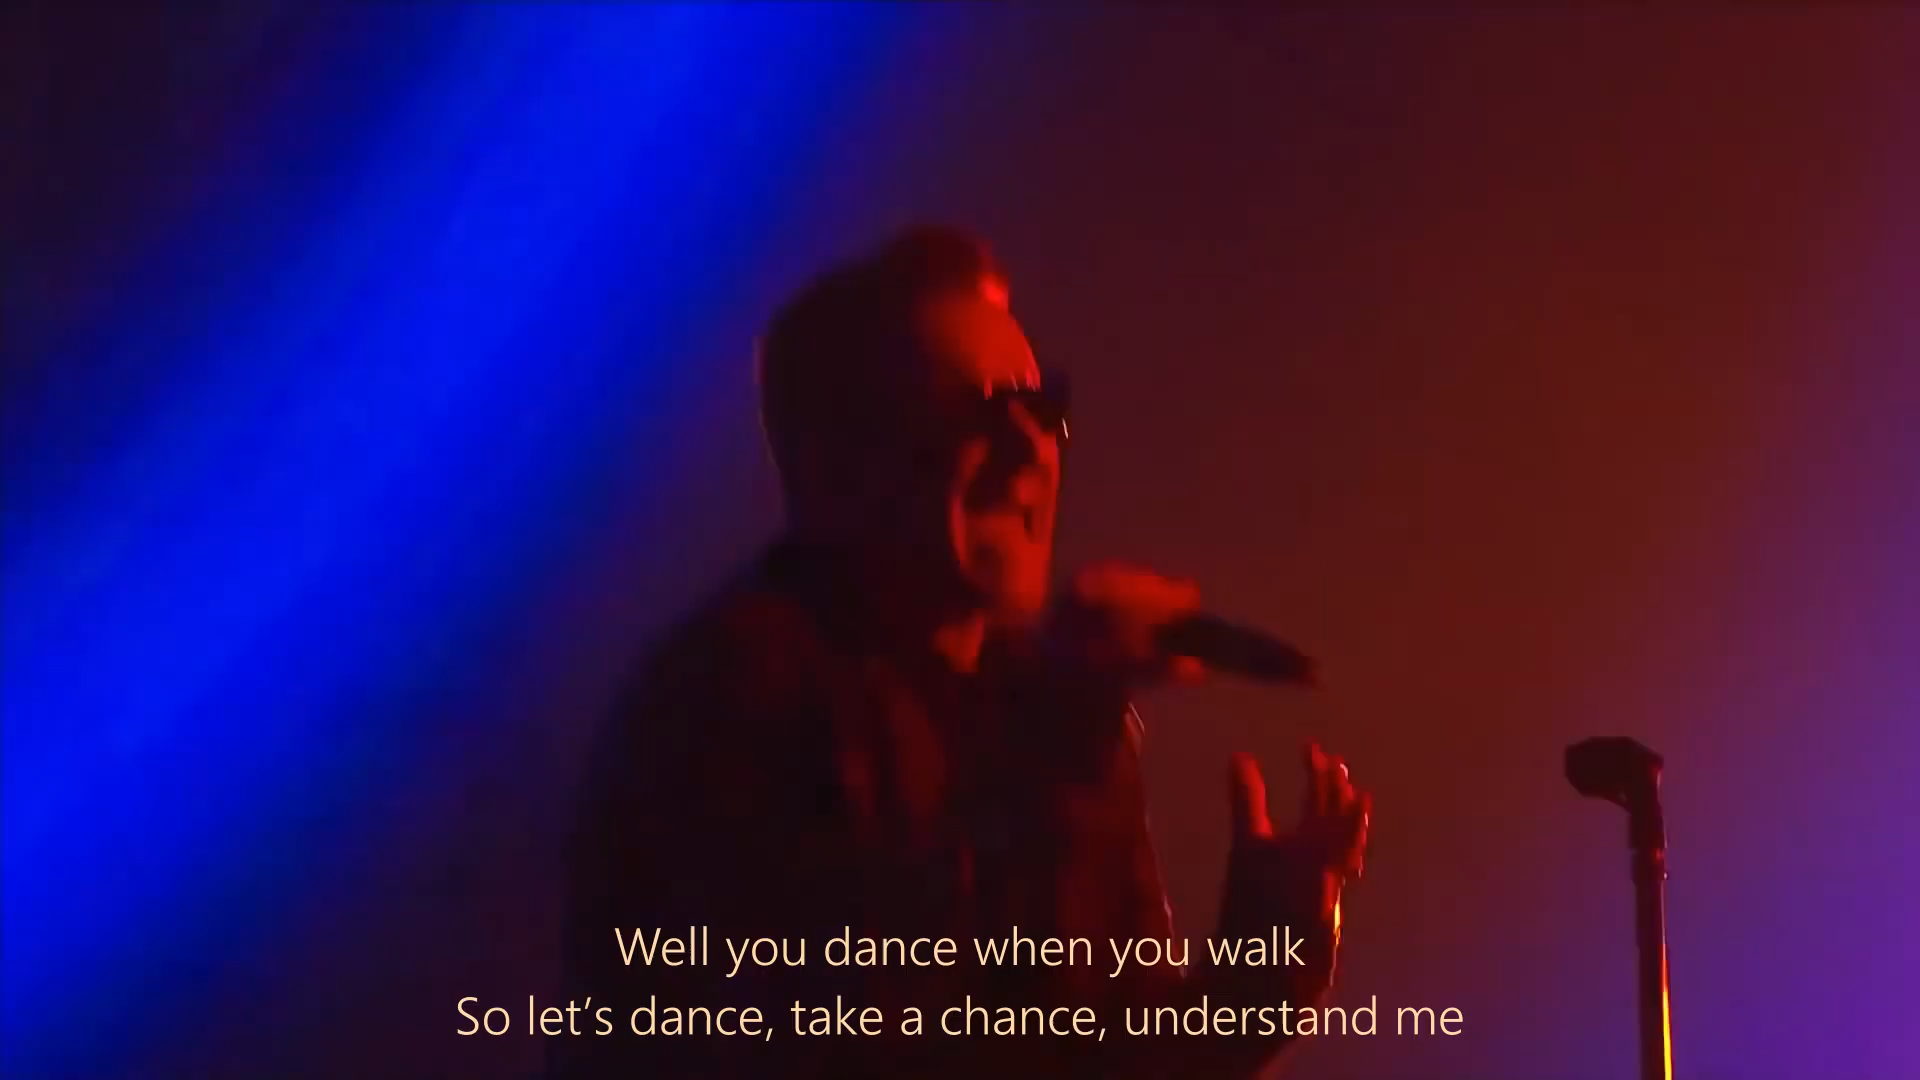 Well you dance when you walk
So let’s dance, take a chance, understand me